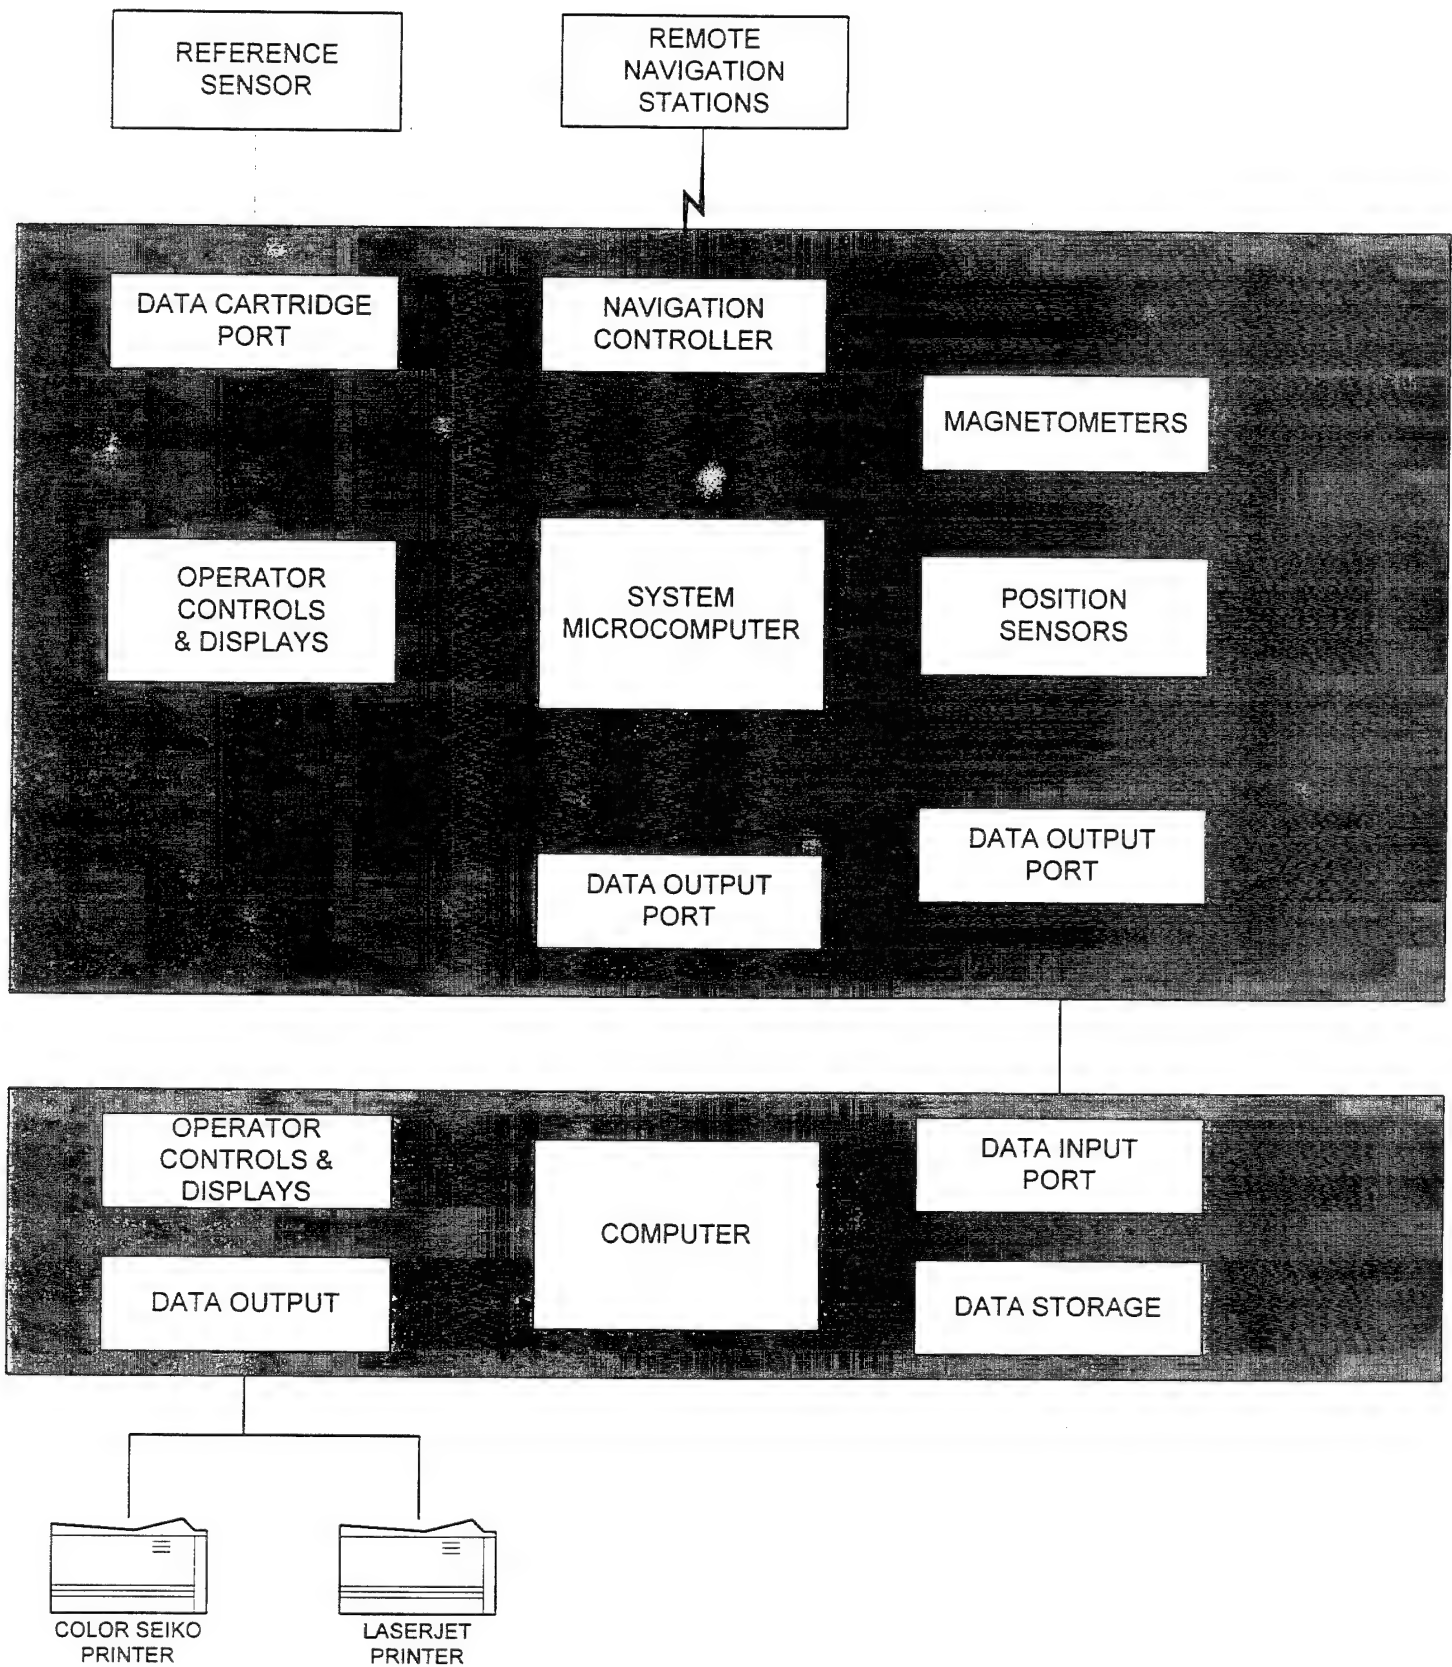 REFERENCE
SENSOR
REMOTE
NAVIGATION
STATIONS
DATA CARTRIDGE
PORT
NAVIGATION
CONTROLLER
MAGNETOMETERS
OPERATOR
CONTROLS
& DISPLAYS
SYSTEM
MICROCOMPUTER
POSITION
SENSORS
DATA OUTPUT
PORT
DATA OUTPUT
PORT
OPERATOR
CONTROLS &
DISPLAYS
COMPUTER
DATA INPUT
PORT
DATA OUTPUT
DATA STORAGE
COLOR SEIKO
PRINTER
LASERJET
PRINTER